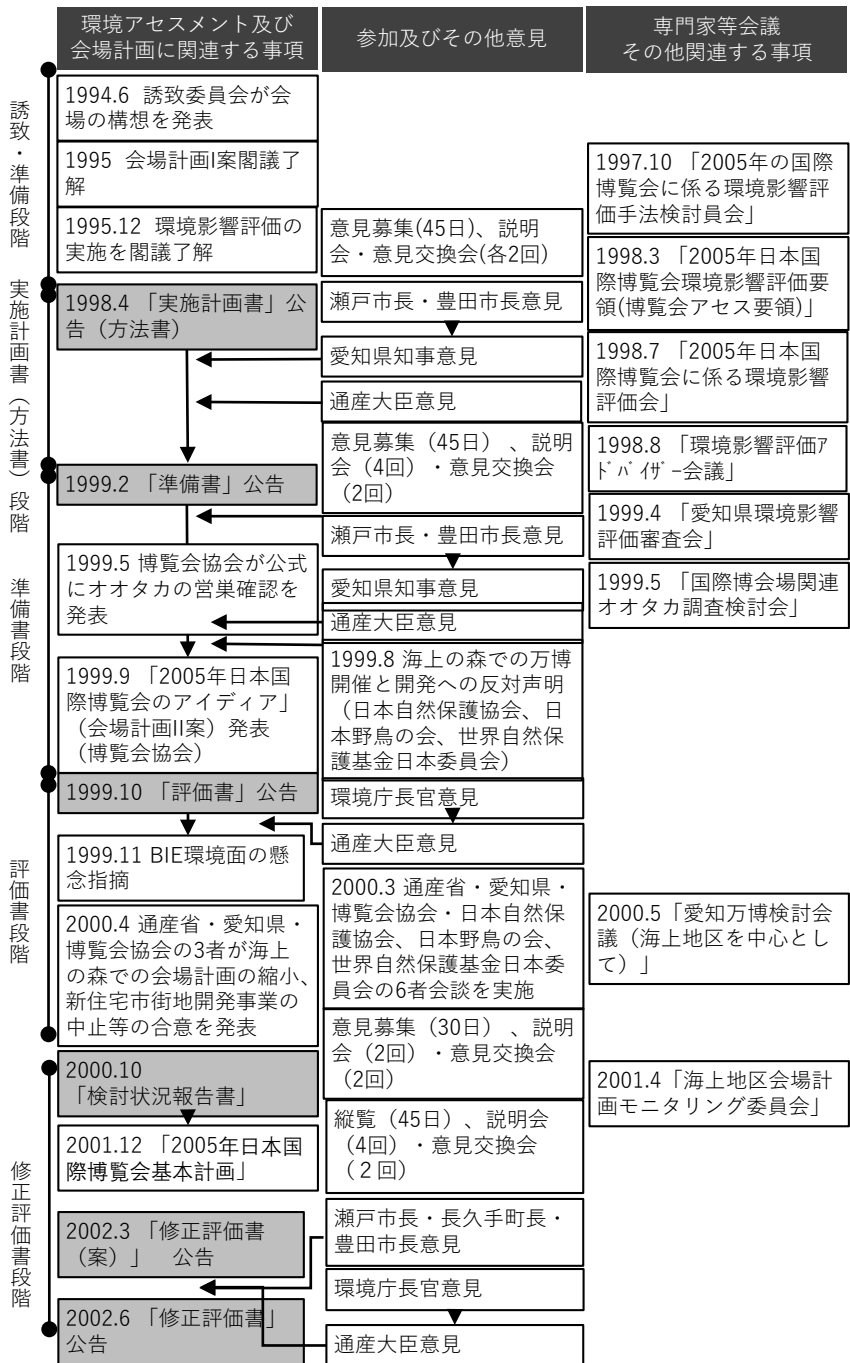 環境アセスメント及び
会場計画に関連する事項
参加及びその他意見
専門家等会議
その他関連する事項
誘致・準備段階
1994.6 誘致委員会が会
場の構想を発表
1995 会場計画I案閣議了
解
1995.12 環境影響評価の
実施を閣議了解
意見募集(45日)、説明
会・意見交換会(各2回)
1997.10 「2005年の国際
博覧会に係る環境影響評
価手法検討員会」
1998.3 「2005年日本国
際博覧会環境影響評価要
領(博覧会アセス要領)」
実施計画書（方法書）段階
1998.4 「実施計画書」公
告（方法書）
瀬戸市長・豊田市長意見
愛知県知事意見
通産大臣意見
意見募集（45日）、説明
会（4回）・意見交換会
（2回）
1998.7 「2005年日本国
際博覧会に係る環境影響
評価会」
1998.8 「環境影響評価ｱ
ﾄﾞﾊﾞｲｻﾞｰ会議」
準備書段階
1999.2 「準備書」公告
瀬戸市長・豊田市長意見
1999.4 「愛知県環境影響
評価審査会」
1999.5 博覧会協会が公式
にオオタカの営巣確認を
発表
愛知県知事意見
通産大臣意見
1999.5 「国際博会場関連
オオタカ調査検討会」
1999.9 「2005年日本国
際博覧会のアイディア」
（会場計画II案）発表
（博覧会協会）
1999.8 海上の森での万博
開催と開発への反対声明
（日本自然保護協会、日
本野鳥の会、世界自然保
護基金日本委員会）
評価書段階
1999.10 「評価書」公告
環境庁長官意見
通産大臣意見
1999.11 BIE環境面の懸
念指摘
2000.4 通産省・愛知県・
博覧会協会の3者が海上
の森での会場計画の縮小、
新住宅市街地開発事業の
中止等の合意を発表
2000.3 通産省・愛知県・
博覧会協会・日本自然保
護協会、日本野鳥の会、
世界自然保護基金日本委
員会の6者会談を実施
2000.5「愛知万博検討会
議（海上地区を中心とし
て）」
意見募集（30日）、説明
会（2回）・意見交換会
（2回）
修正評価書段階
2000.10
「検討状況報告書」
2001.12 「2005年日本国
際博覧会基本計画」
縦覧（45日）、説明会
（4回）・意見交換会
（２回）
2001.4「海上地区会場計
画モニタリング委員会」
2002.3 「修正評価書
（案）」　公告
瀬戸市長・長久手町長・
豊田市長意見
環境庁長官意見
2002.6 「修正評価書」
公告
通産大臣意見